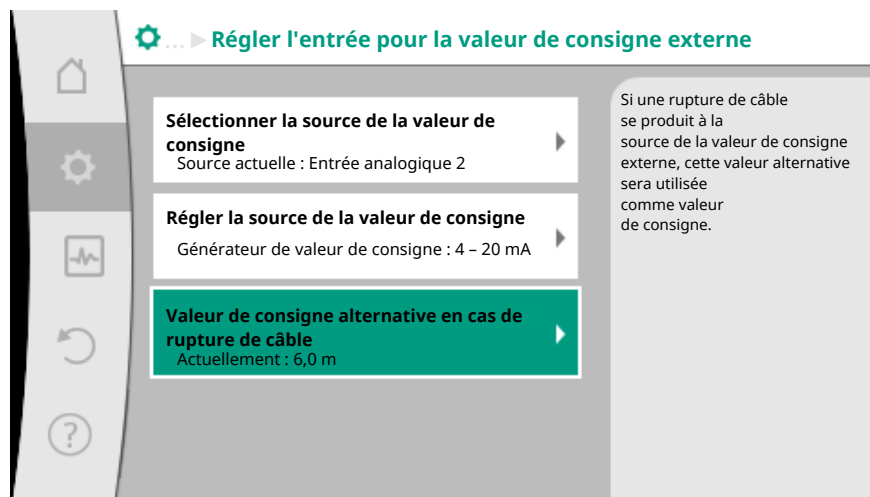 ... Régler l'entrée pour la valeur de consigne externe
Sélectionner la source de la valeur de
consigne
Source actuelle : Entrée analogique 2
Régler la source de la valeur de consigne
Générateur de valeur de consigne : 4 – 20 mA
Valeur de consigne alternative en cas de
rupture de câble
Actuellement : 6,0 m
Si une rupture de câble
se produit à la
source de la valeur de consigne
externe, cette valeur alternative
sera utilisée
comme valeur
de consigne.
?